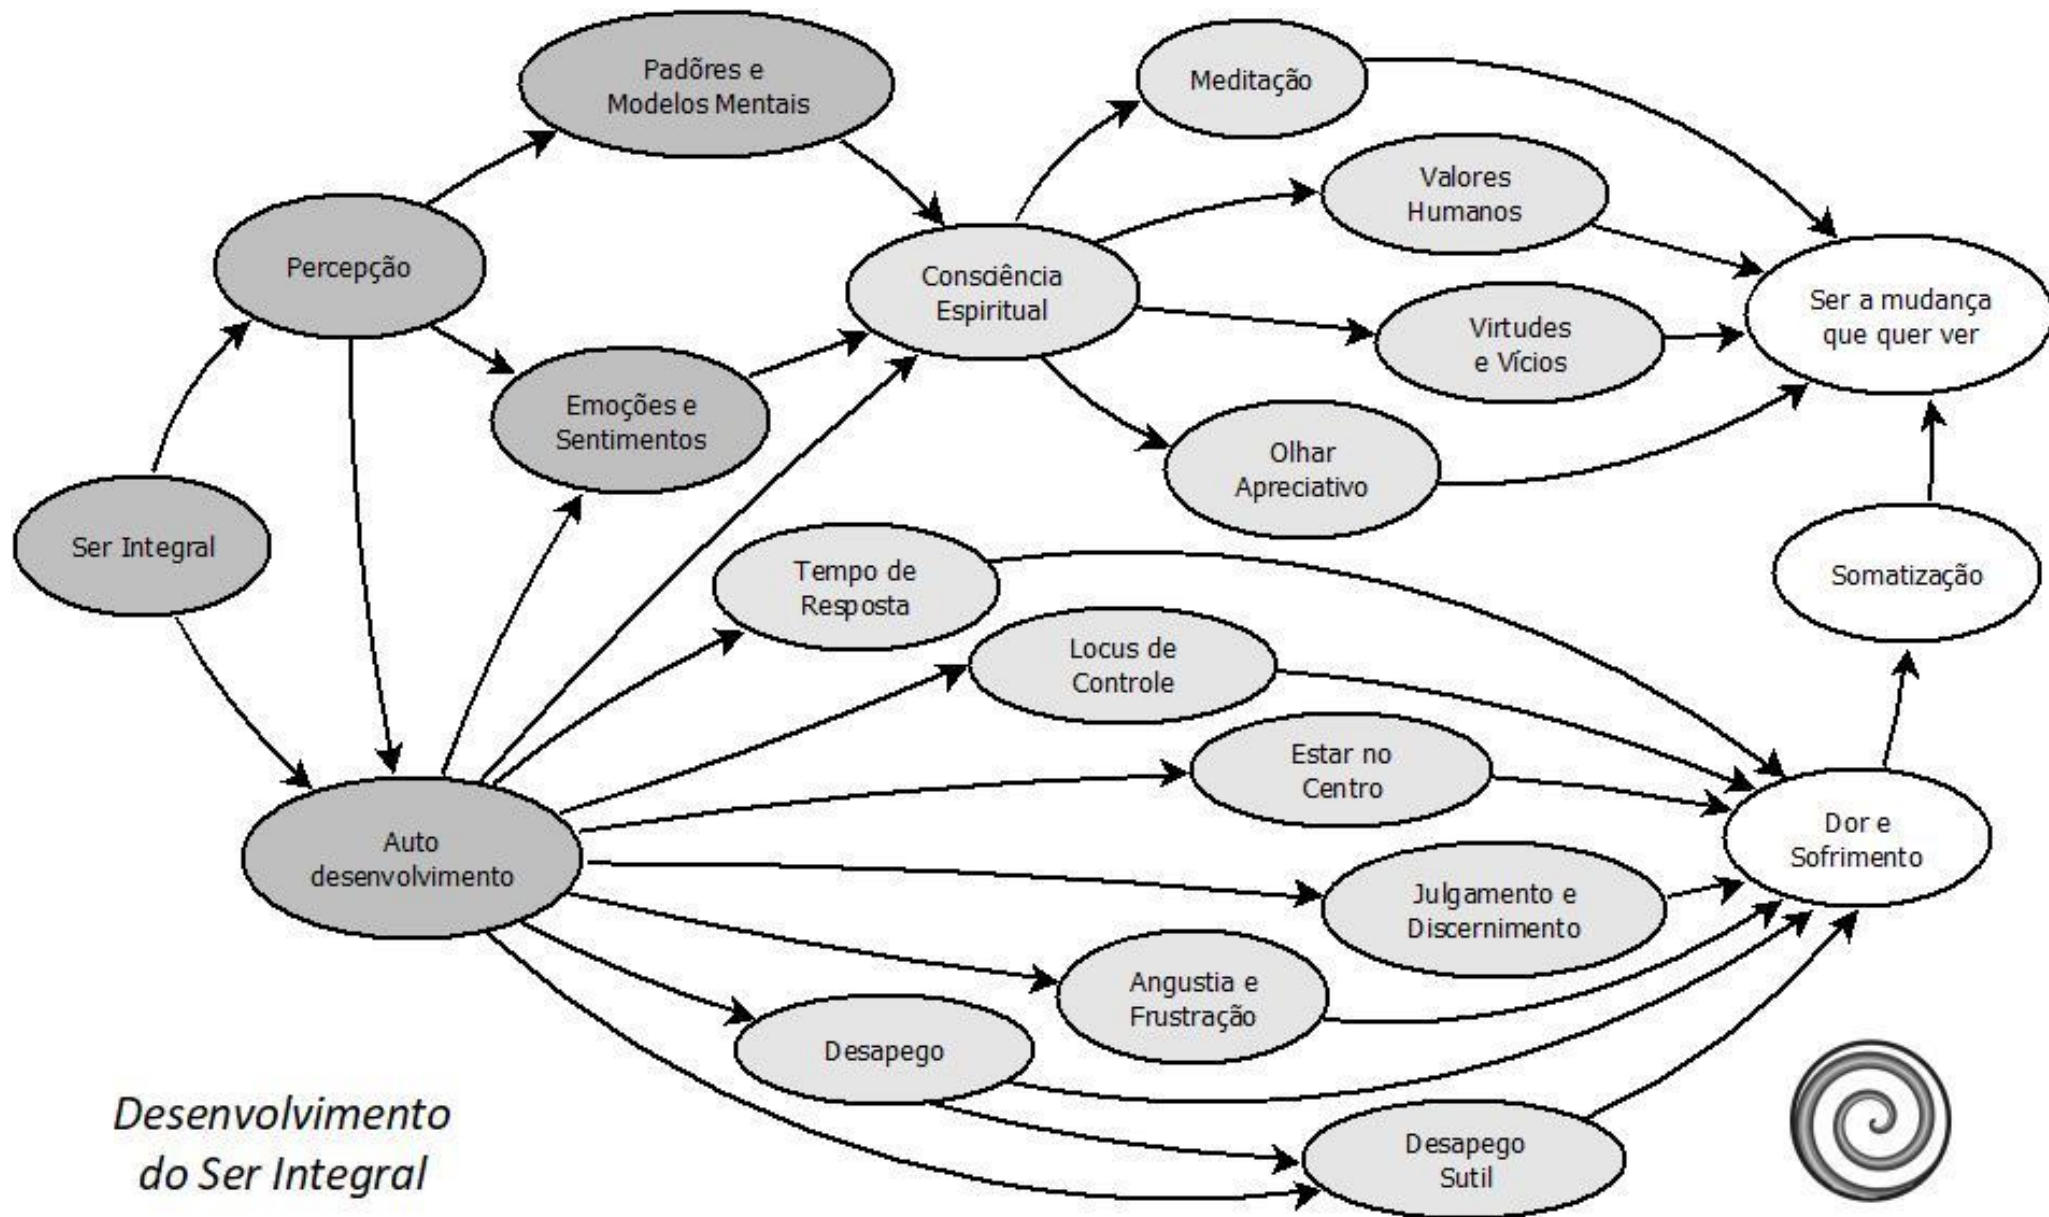 Padõres e
Modelos Mentais
Meditação
Valores
Humanos
Percepção
Consciência
Espiritual
Ser a mudança
que quer ver
Virtudes
e Vícios
Emoções e
Sentimentos
Olhar
Apreciativo
Ser Integral
Tempo de
Resposta
Somatização
Locus de
Controle
Estar no
Centro
Auto
desenvolvimento
Dor e
Sofrimento
Julgamento e
Discernimento
Angustia e
Frustração
Desapego
Desapego
Sutil
Desenvolvimento
do Ser Integral